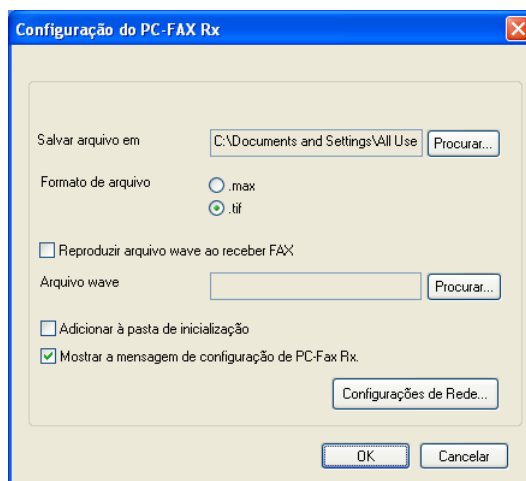 Configuração do PC-FAX Rx
Salvar arquivo em C:\Documents and Settings\All Use Procurar...
Formato de arquivo .max
.tif
Reproduzir arquivo wave ao receber FAX
Arquivo wave Procurar...
Adicionar à pasta de inicialização
Mostrar a mensagem de configuração de PC-Fax Rx.
Configurações de Rede...
OK Cancelar